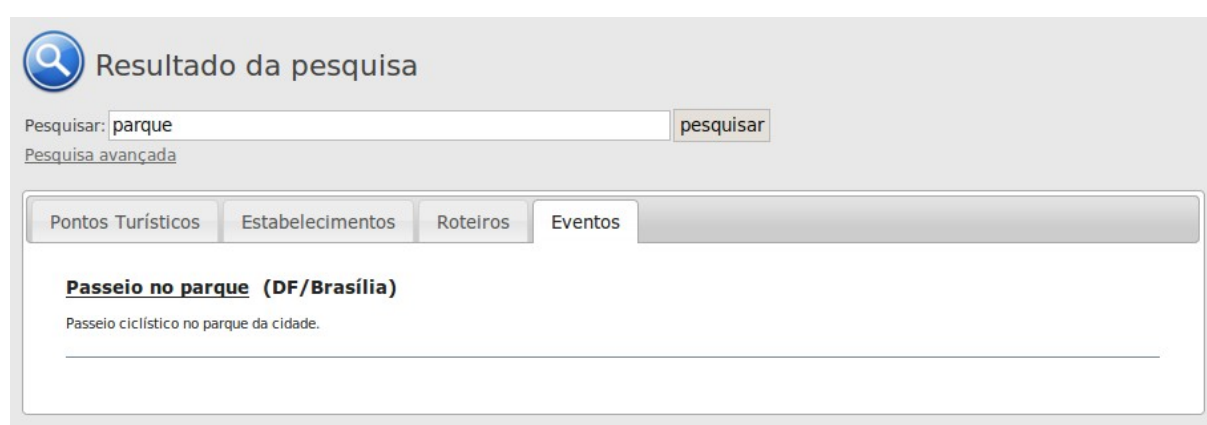 Resultado da pesquisa
Pesquisar: parque pesquisar
Pesquisa avançada
Pontos Turísticos Estabelecimentos Roteiros Eventos
Passeio no parque (DF/Brasília)
Passeio ciclístico no parque da cidade.